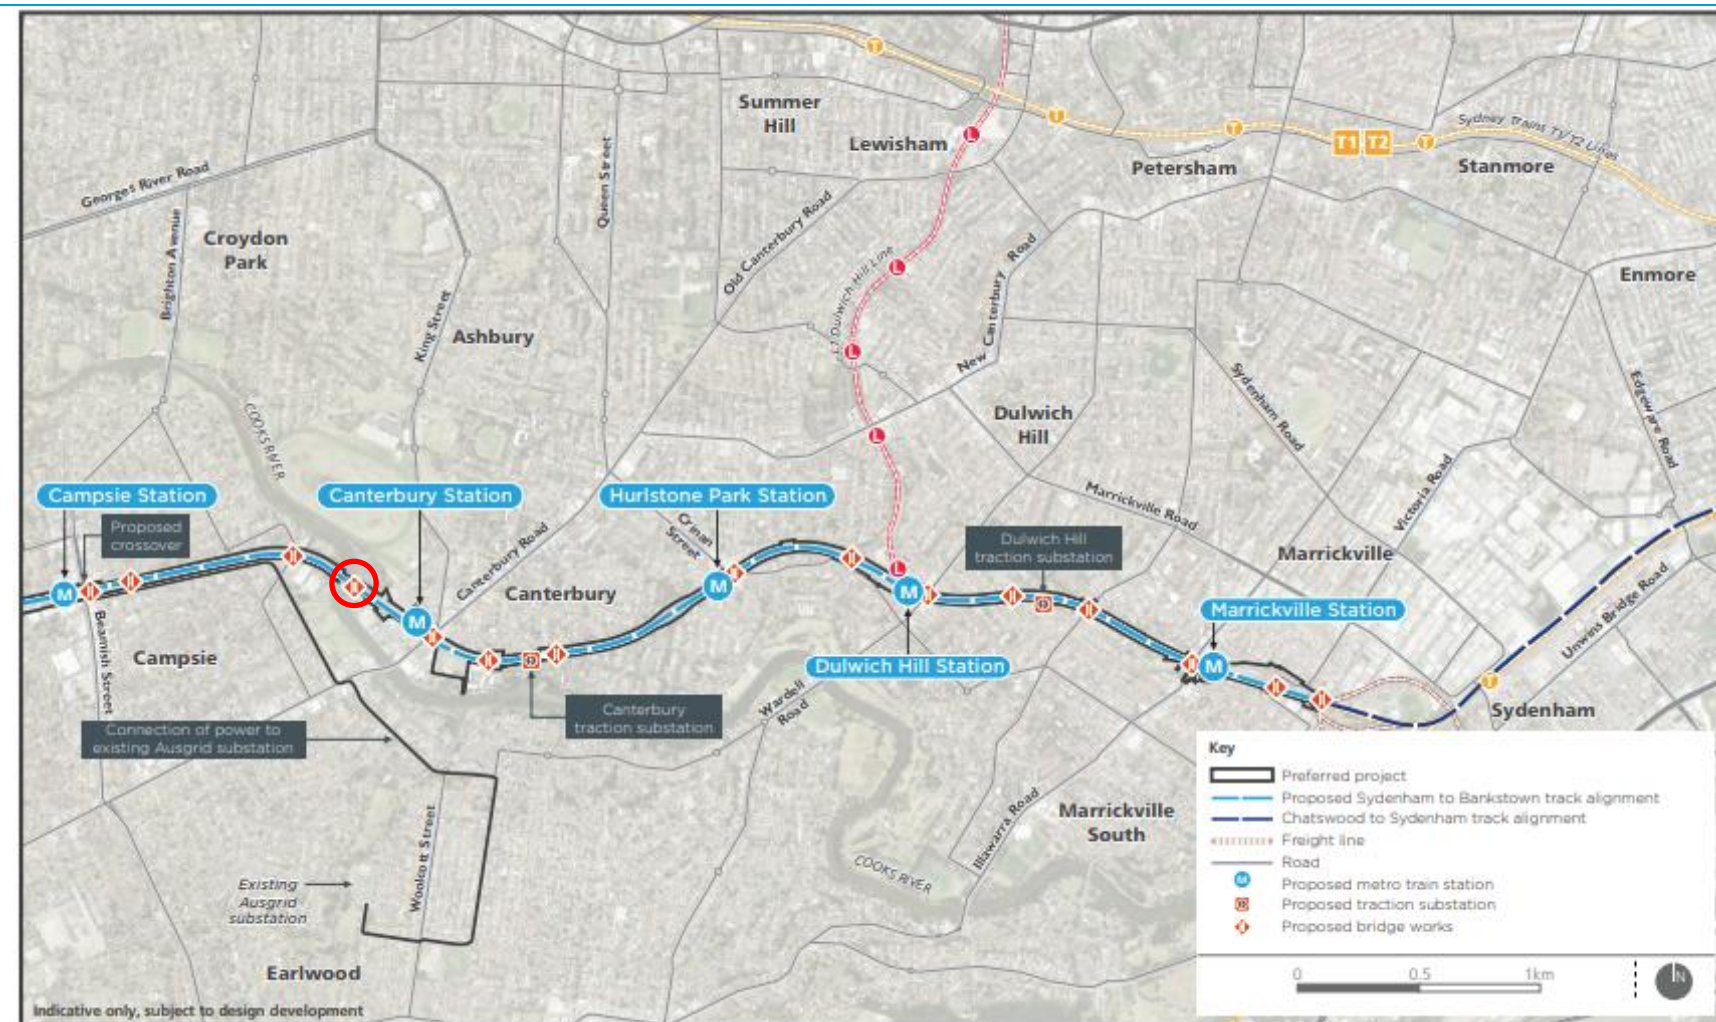 Sydney Trains T1/T2 Lines
Summer
Hill
Lewisham
T1 T2
Petersham
Stanmore
Georges River Road
Queen Street
Croydon
Park
Brighton Avenue
Old Canterbury Road
L1 Dulwich Hill Line
New Canterbury Road
Enmore
King Street
Ashbury
COOKS RIVER
Dulwich
Hill
Sydenham Road
Edgeware Road
Victoria Road
Marrickville Road
Campsie Station
Canterbury Station
Hurlstone Park Station
Proposed
crossover
Crinan
Street
Canterbury Road
Dulwich Hill
traction substation
Marrickville
Unwins Bridge Road
Canterbury
Marrickville Station
Beamish Street
Campsie
Dulwich Hill Station
Wardell
Road
Canterbury
traction substation
Connection of power to
existing Ausgrid substation
Sydenham
Marrickville
South
Illawarra Road
COOKS RIVER
Woolcott Street
Existing
Ausgrid
substation
Earlwood
Key
Preferred project
Proposed Sydenham to Bankstown track alignment
Chatswood to Sydenham track alignment
Freight line
Road
M Proposed metro train station
Proposed traction substation
Proposed bridge works
0 0.5 1km
N
Indicative only, subject to design development